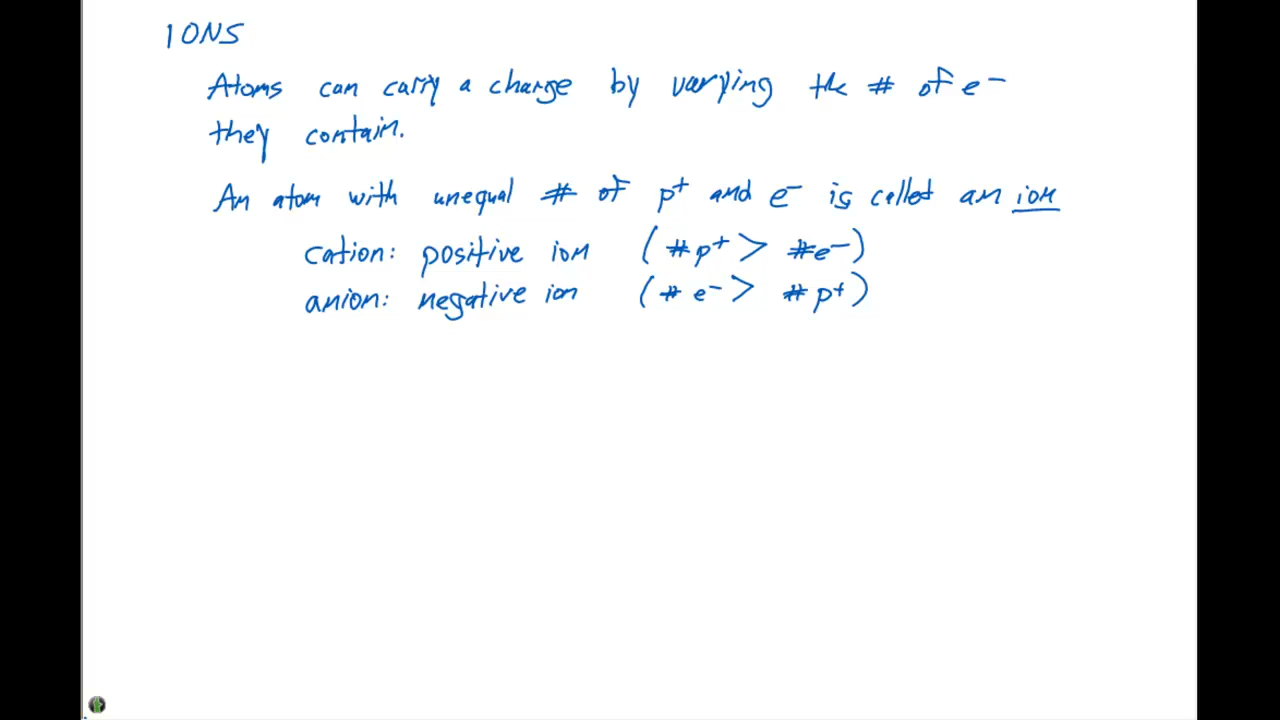 IONS
Atoms can carry a charge by varying the # of e⁻
they contain.
An atom with unequal # of p⁺ and e⁻ is called an ion
cation: positive ion (#p⁺ > #e⁻)
anion: negative ion (# e⁻ > # p⁺)